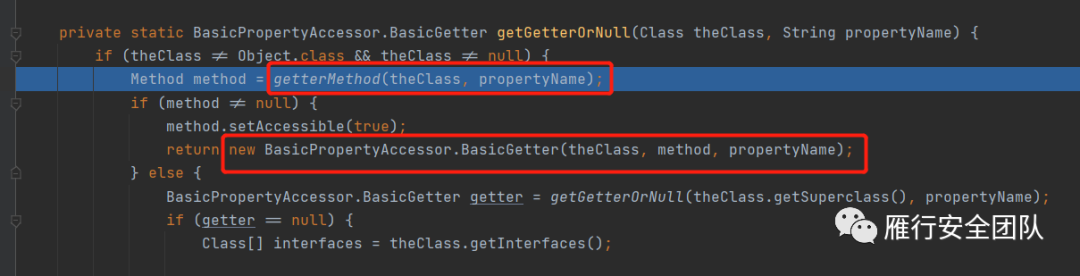 private static BasicPropertyAccessor.BasicGetter getGetterOrNull(Class theClass, String propertyName) {
if (theClass ≠ Object.class && theClass ≠ null) {
Method method = getterMethod(theClass, propertyName);
if (method ≠ null) {
method.setAccessible(true);
return new BasicPropertyAccessor.BasicGetter(theClass, method, propertyName);
} else {
BasicPropertyAccessor.BasicGetter getter = getGetterOrNull(theClass.getSuperclass(), propertyName);
if (getter == null) {
Class[] interfaces = theClass.getInterfaces();
雁行安全团队